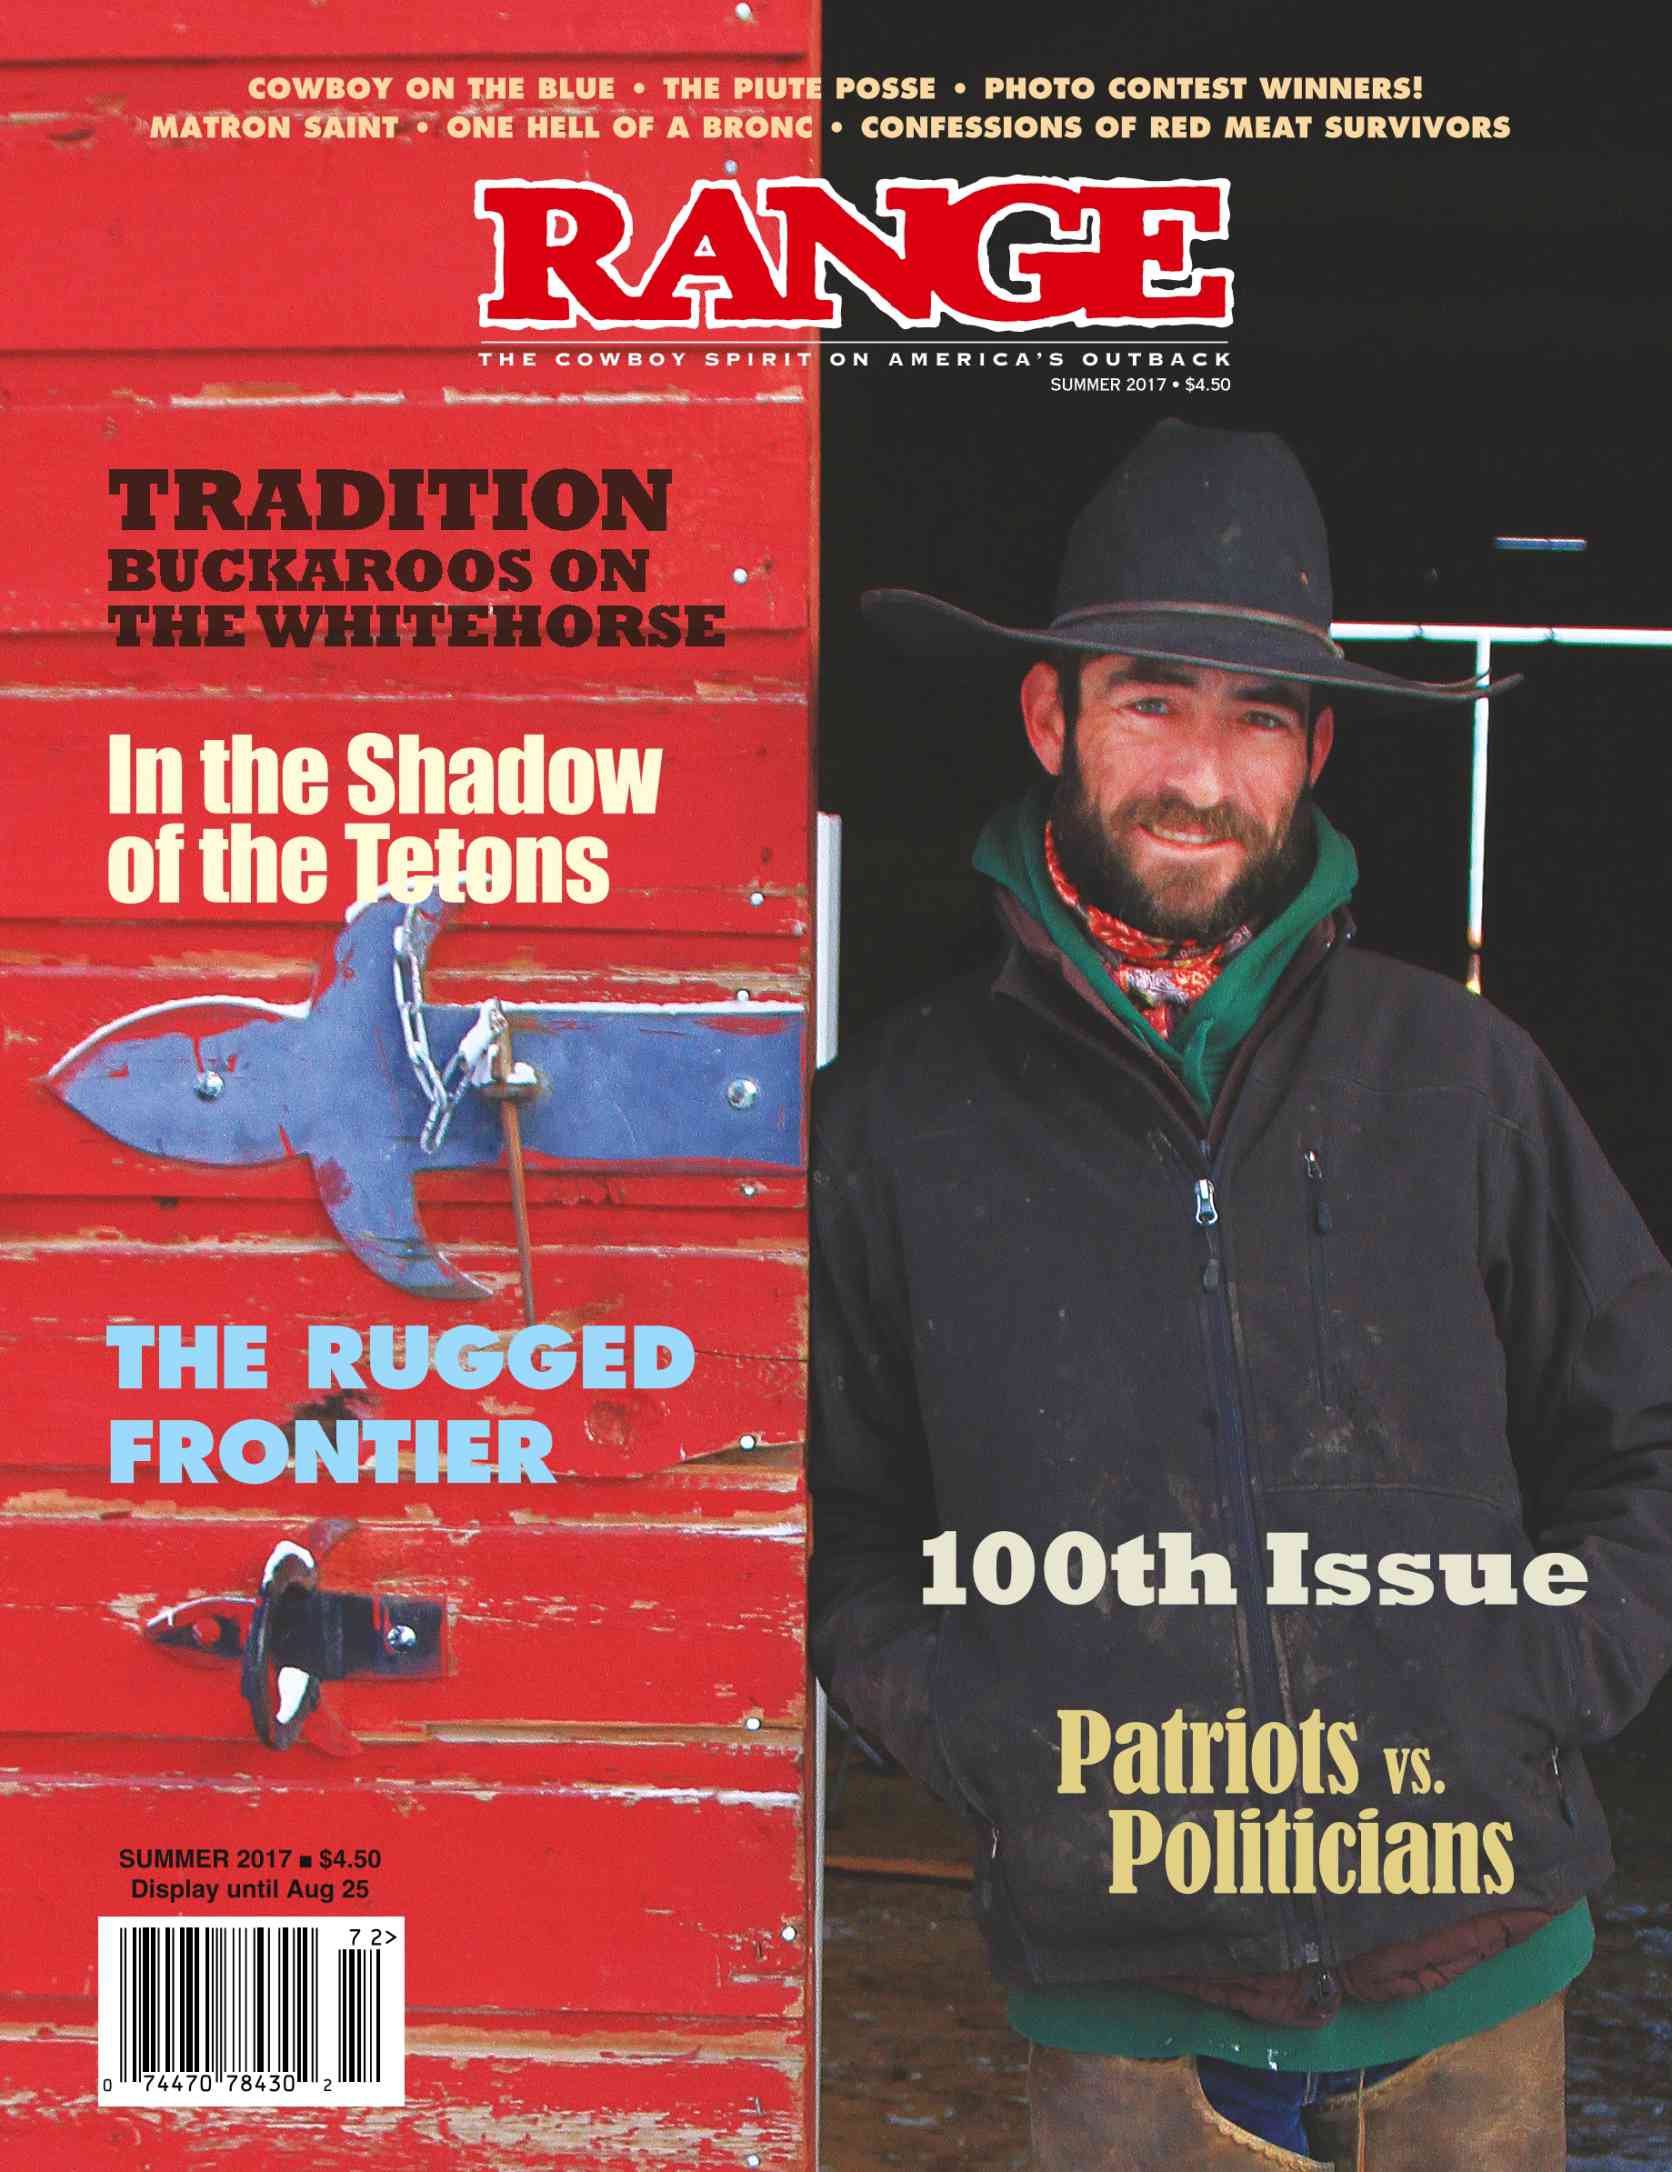 COWBOY ON THE BLUE • THE PIUTE POSSE • PHOTO CONTEST WINNERS!
MATRON SAINT • ONE HELL OF A BRONC • CONFESSIONS OF RED MEAT SURVIVORS
RANGE
THE COWBOY SPIRIT ON AMERICA'S OUTBACK
SUMMER 2017 • $4.50
TRADITION
BUCKAROOS ON
THE WHITEHORSE
In the Shadow
of the Tetons
THE RUGGED
FRONTIER
100th Issue
Patriots vs.
Politicians
SUMMER 2017 ■ $4.50
Display until Aug 25
72>
0 74470 78430 2